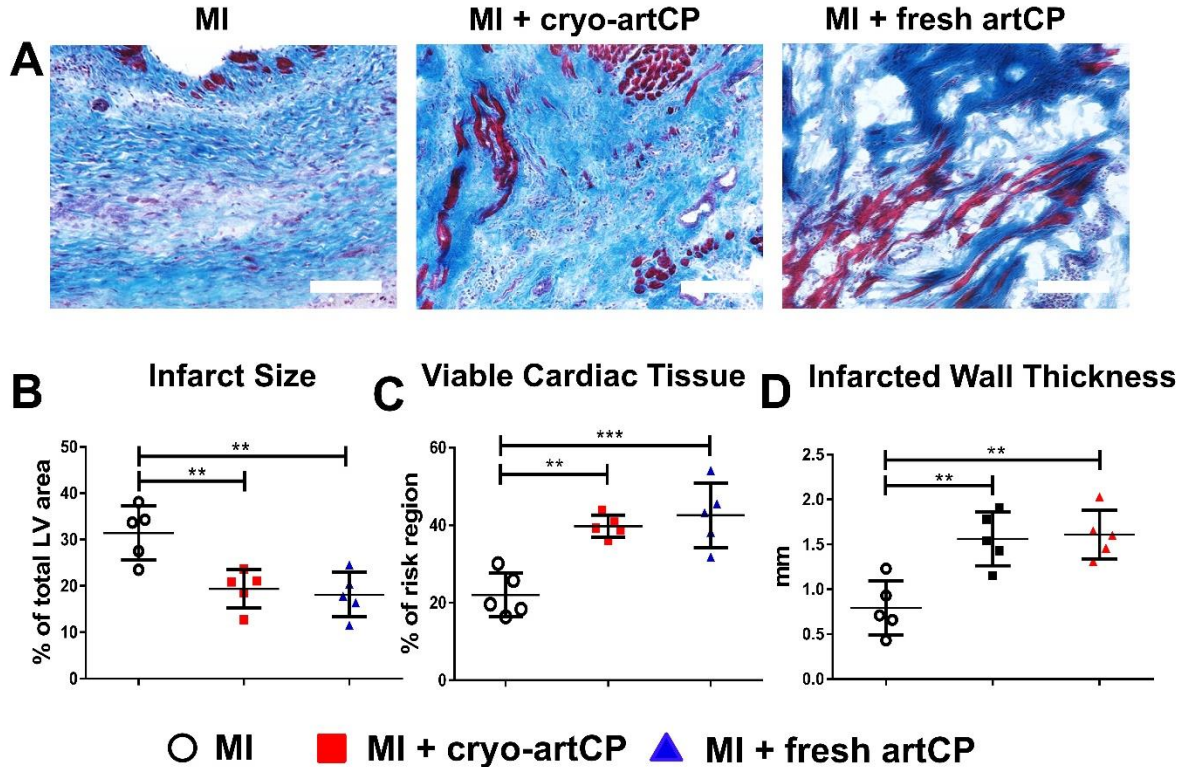 MI
MI + cryo-artCP
MI + fresh artCP
A
B
Infarct Size
% of total LV area
50
40
30
20
10
0
**
**
C
Viable Cardiac Tissue
% of risk region
60
40
20
0
***
**
D
Infarcted Wall Thickness
mm
2.5
2.0
1.5
1.0
0.5
0.0
**
**
MI
MI + cryo-artCP
MI + fresh artCP